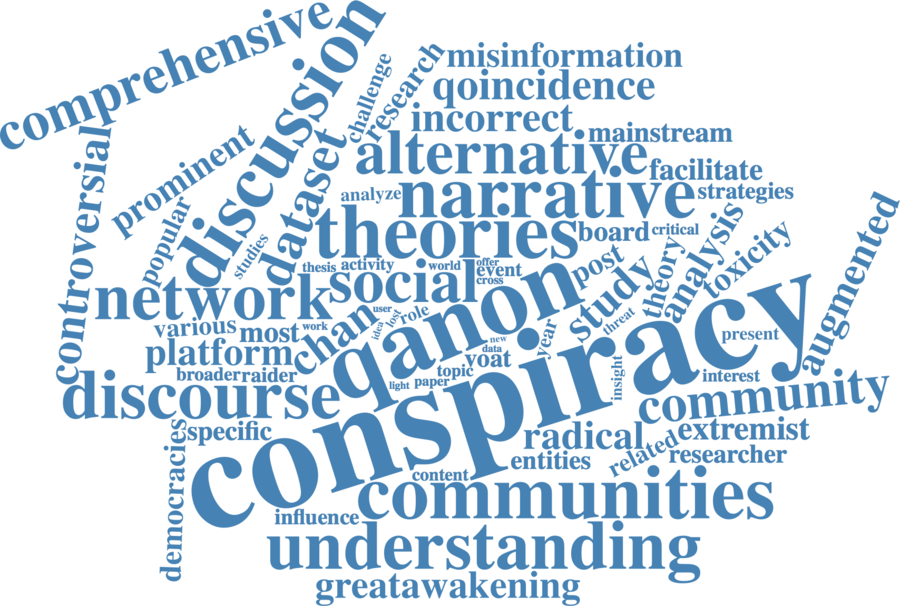 comprehensive
discussion
challenge
research
misinformation
qoincidence
incorrect
mainstream
controversial
prominent
dataset
alternative
facilitate
popular
studies
analyze
narrative
strategies
theories
board
critical
thesis
activity
world
offer
event
cross
post
theory
analysis
toxicity
augmented
network
social
various
most
work
chan
user
idea
lost
role
qanon
study
threat
year
new
data
platform
broader
raider
light
paper
topic
voat
conspiracy
present
insight
interest
discourse
community
democracies
specific
radical
extremist
entities
related
researcher
content
influence
communities
understanding
greatawakening